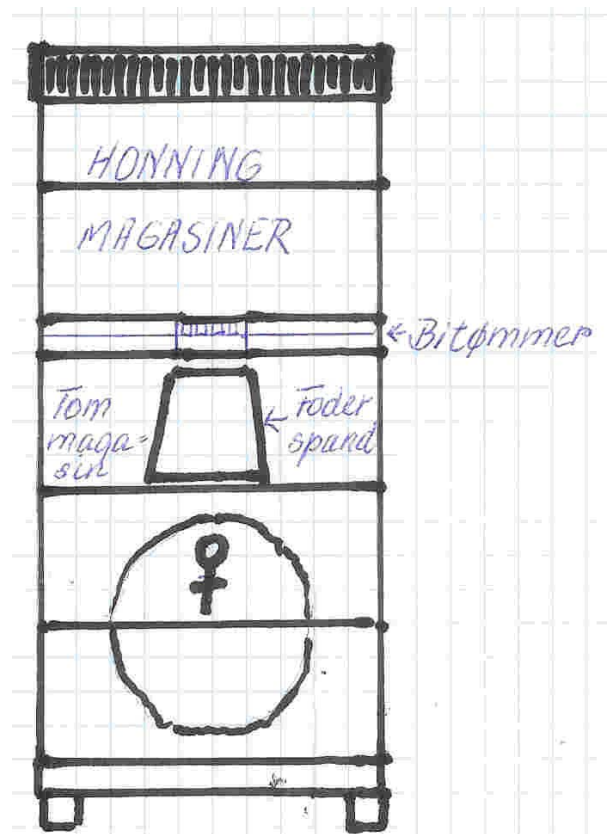 HONNING
MAGASINER
Bitømmer
Tom
maga=
sin
Foder
spand